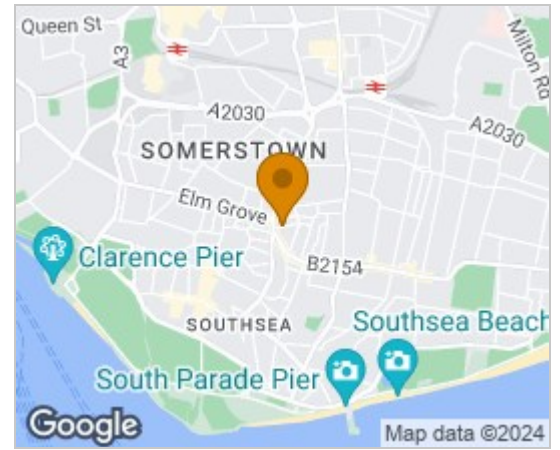 Queen St
A3
Milton Rd
A2030
A2030
SOMERSTOWN
Elm Grove
Clarence Pier
B2154
SOUTHSEA
Southsea Beach
South Parade Pier
Google
Map data ©2024